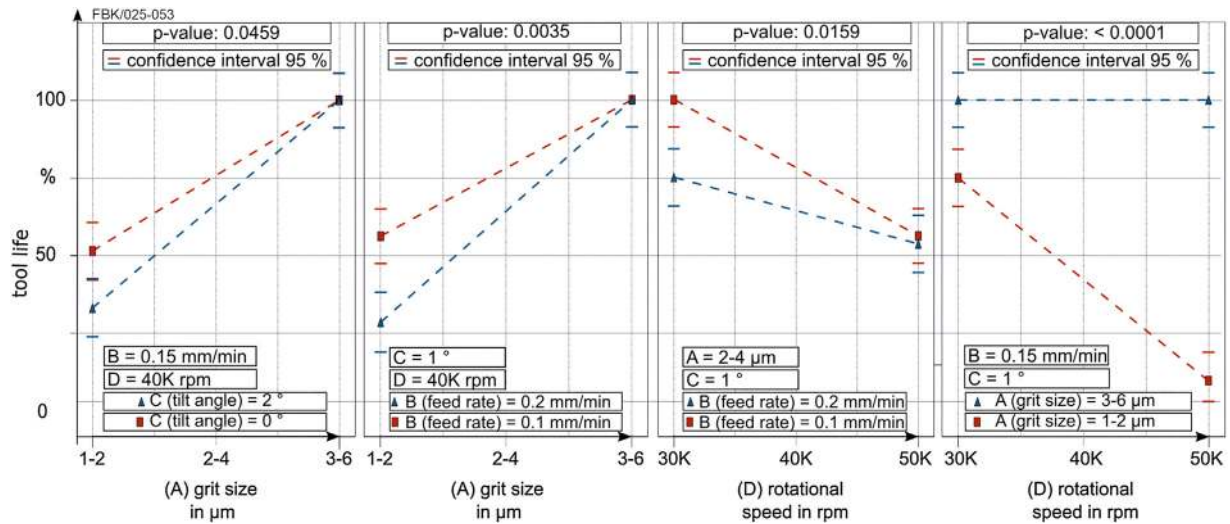 FBK/025-053
p-value: 0.0459
confidence interval 95 %
100
%
50
0
tool life
B = 0.15 mm/min
D = 40K rpm
C (tilt angle) = 2 °
C (tilt angle) = 0 °
1-2
2-4
3-6
(A) grit size
in µm
p-value: 0.0035
confidence interval 95 %
C = 1 °
D = 40K rpm
B (feed rate) = 0.2 mm/min
B (feed rate) = 0.1 mm/min
1-2
2-4
3-6
(A) grit size
in µm
p-value: 0.0159
confidence interval 95 %
A = 2-4 µm
C = 1 °
B (feed rate) = 0.2 mm/min
B (feed rate) = 0.1 mm/min
30K
40K
50K
(D) rotational
speed in rpm
p-value: < 0.0001
confidence interval 95 %
B = 0.15 mm/min
C = 1 °
A (grit size) = 3-6 µm
A (grit size) = 1-2 µm
30K
40K
50K
(D) rotational
speed in rpm